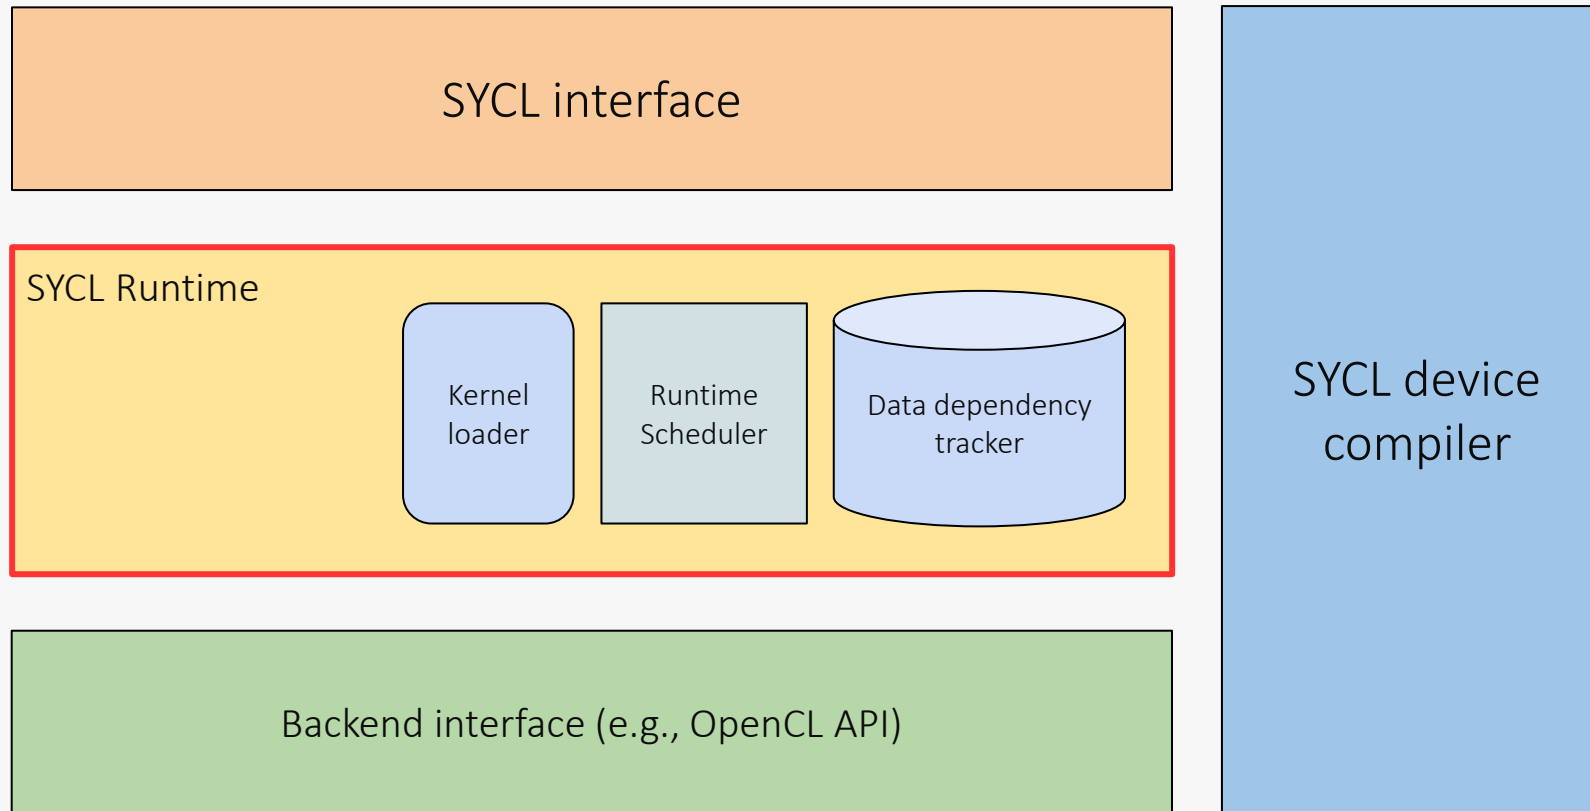 SYCL interface
SYCL Runtime
Kernel
loader
Runtime
Scheduler
Data dependency
tracker
Backend interface (e.g., OpenCL API)
SYCL device
compiler